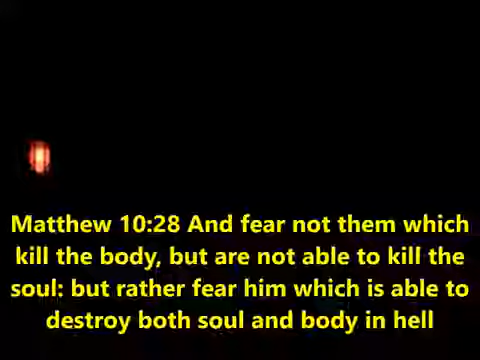 Matthew 10:28 And fear not them which
kill the body, but are not able to kill the
soul: but rather fear him which is able to
destroy both soul and body in hell